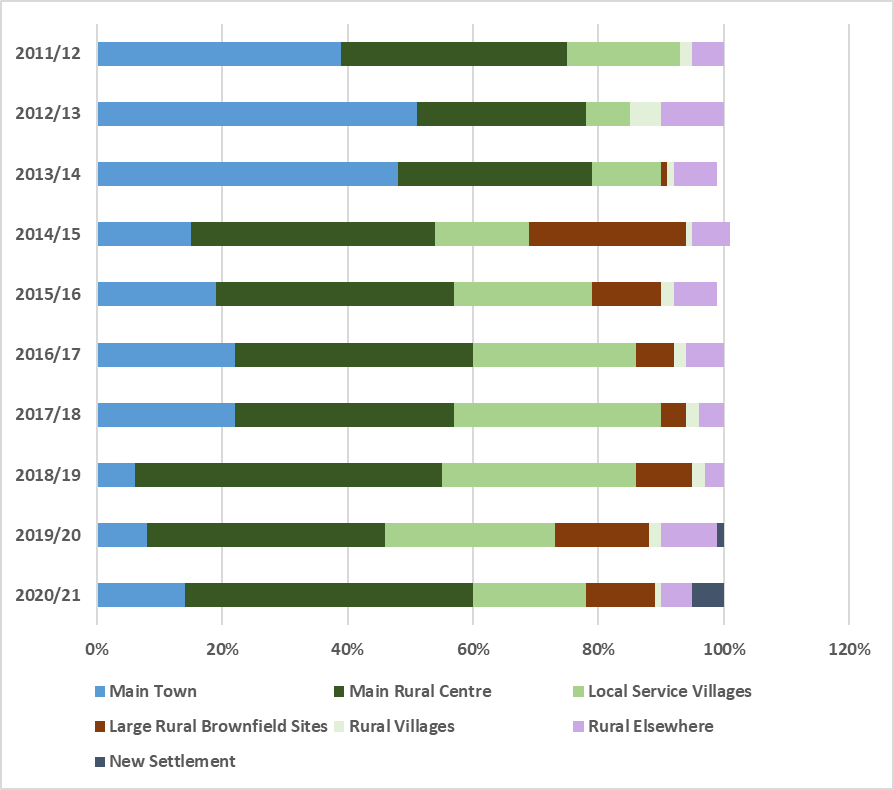 2011/12
2012/13
2013/14
2014/15
2015/16
2016/17
2017/18
2018/19
2019/20
2020/21
0% 20% 40% 60% 80% 100% 120%
Main Town Main Rural Centre Local Service Villages
Large Rural Brownfield Sites Rural Villages Rural Elsewhere
New Settlement